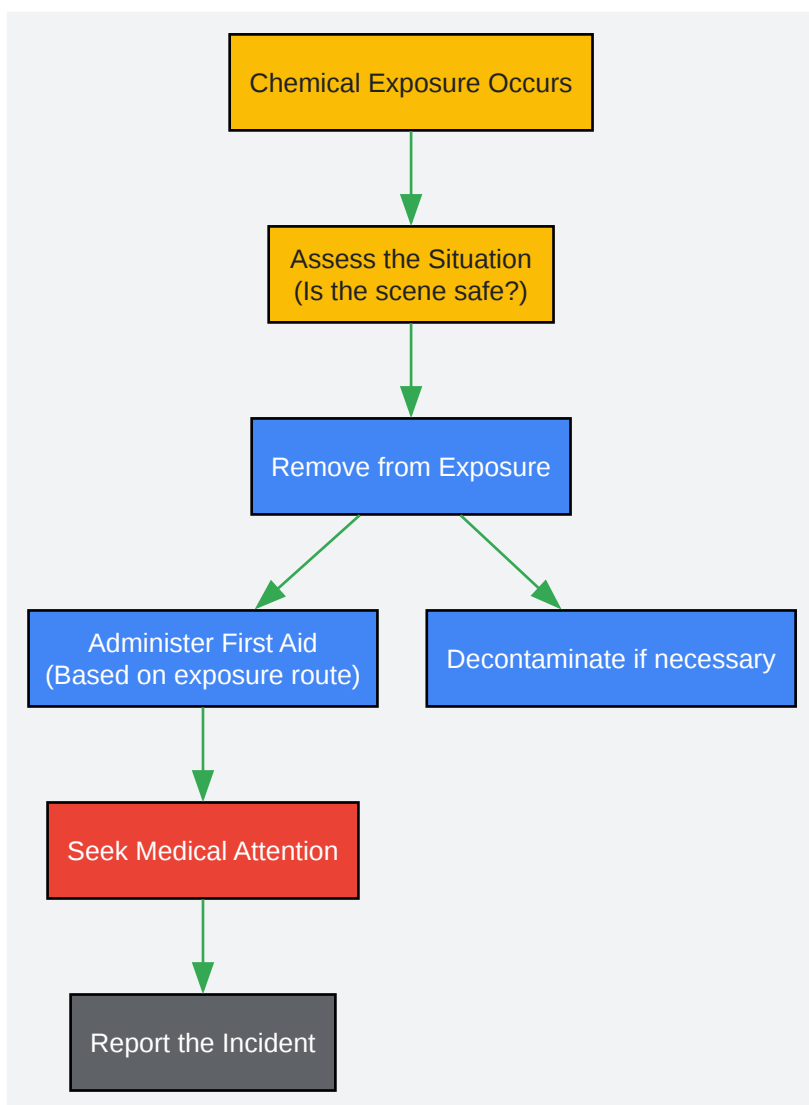 Chemical Exposure Occurs
Assess the Situation
(Is the scene safe?)
Remove from Exposure
Administer First Aid
(Based on exposure route)
Decontaminate if necessary
Seek Medical Attention
Report the Incident